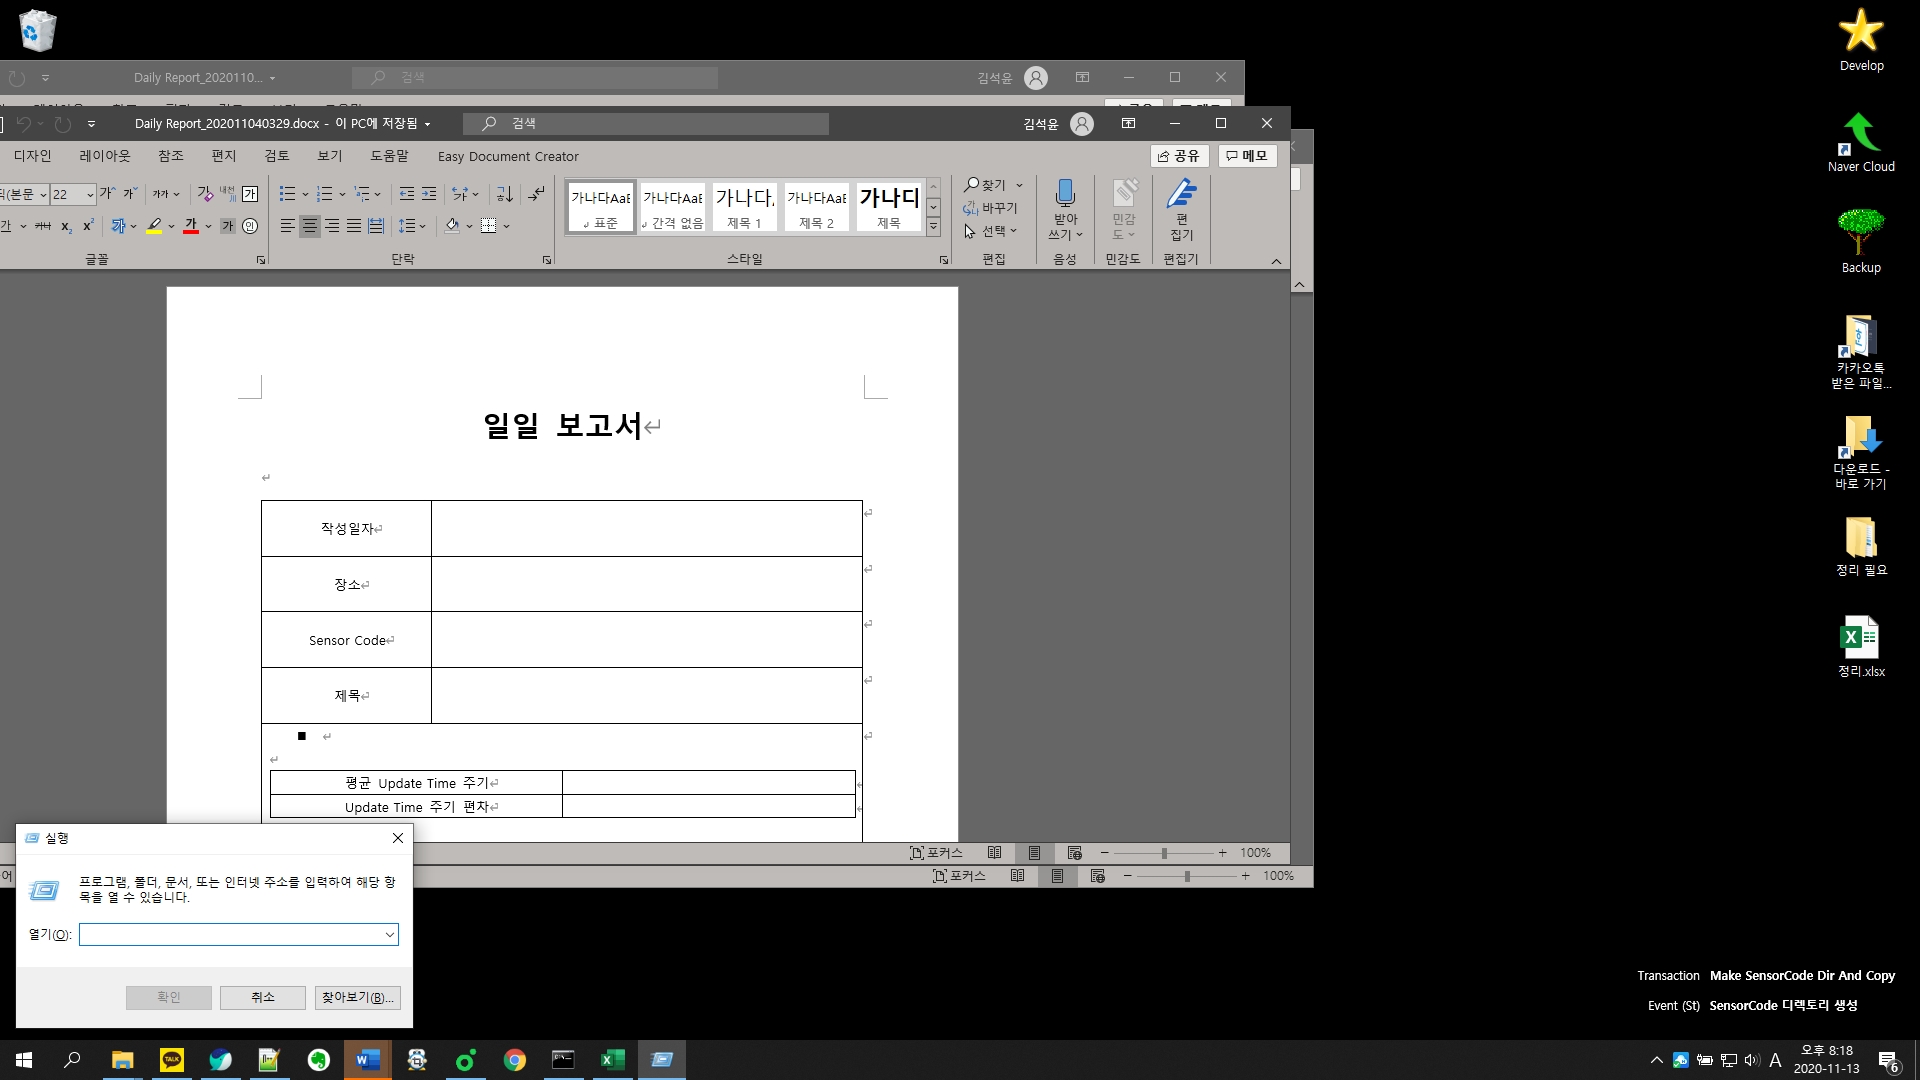 Daily Report_2020110...
검색
김석윤
Daily Report_202011040329.docx - 이 PC에 저장됨
검색
김석윤
디자인 레이아웃 참조 편지 검토 보기 도움말 Easy Document Creator
공유 메모
22
글꼴
단락
가나다AaB 가나다AaB 가나다, 가나다AaB 가나다
표준 간격 없음 제목 1 제목 2 제목
스타일
찾기
바꾸기
선택
편집
받아
쓰기
음성
민감
도
민감도
편
집기
편집기
일일 보고서
작성일자
장소
Sensor Code
제목
평균 Update Time 주기
Update Time 주기 편차
포커스 100%
포커스 100%
실행
프로그램, 폴더, 문서, 또는 인터넷 주소를 입력하여 해당 항
목을 열 수 있습니다.
열기(O):
확인 취소 찾아보기(B)...
Develop
Naver Cloud
Backup
카카오톡
받은 파일...
다운로드 -
바로 가기
정리 필요
정리.xlsx
Transaction Make SensorCode Dir And Copy
Event (St) SensorCode 디렉토리 생성
TALK
A
오후 8:18
2020-11-13
6